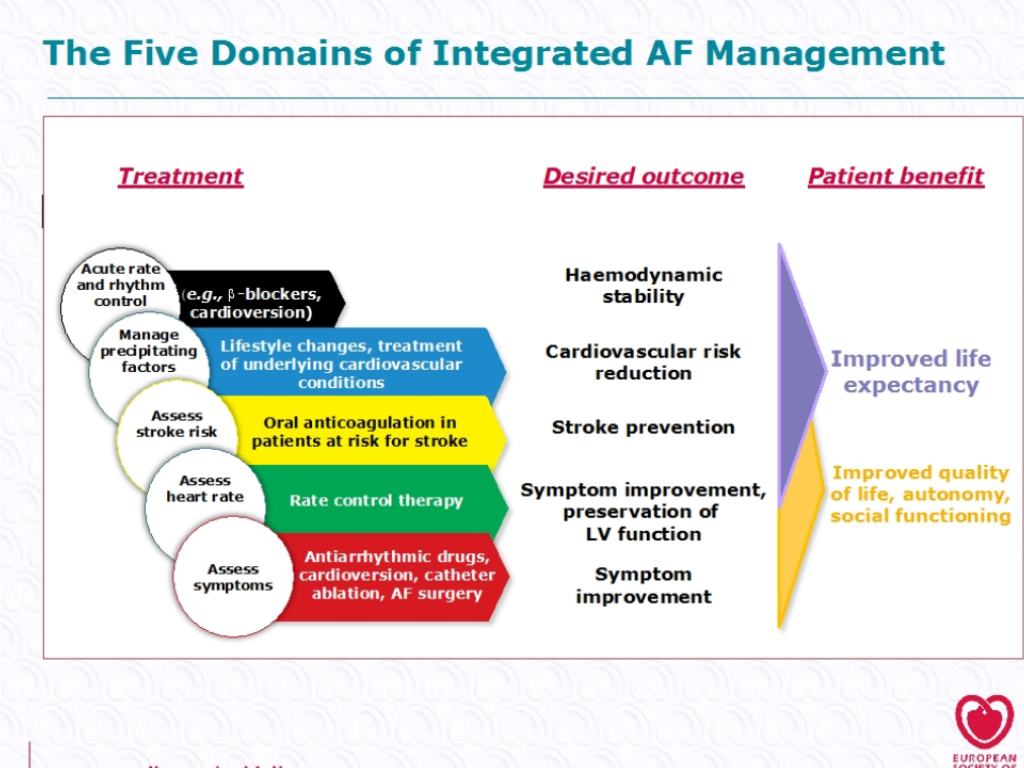 The Five Domains of Integrated AF Management
Treatment
Desired outcome
Patient benefit
Acute rate
and rhythm
control
(e.g., β-blockers,
cardioversion)
Haemodynamic
stability
Manage
precipitating
factors
Lifestyle changes, treatment
of underlying cardiovascular
conditions
Cardiovascular risk
reduction
Assess
stroke risk
Oral anticoagulation in
patients at risk for stroke
Stroke prevention
Assess
heart rate
Rate control therapy
Symptom improvement,
preservation of
LV function
Assess
symptoms
Antiarrhythmic drugs,
cardioversion, catheter
ablation, AF surgery
Symptom
improvement
Improved life
expectancy
Improved quality
of life, autonomy,
social functioning
EUROPEAN
SOCIETY OF